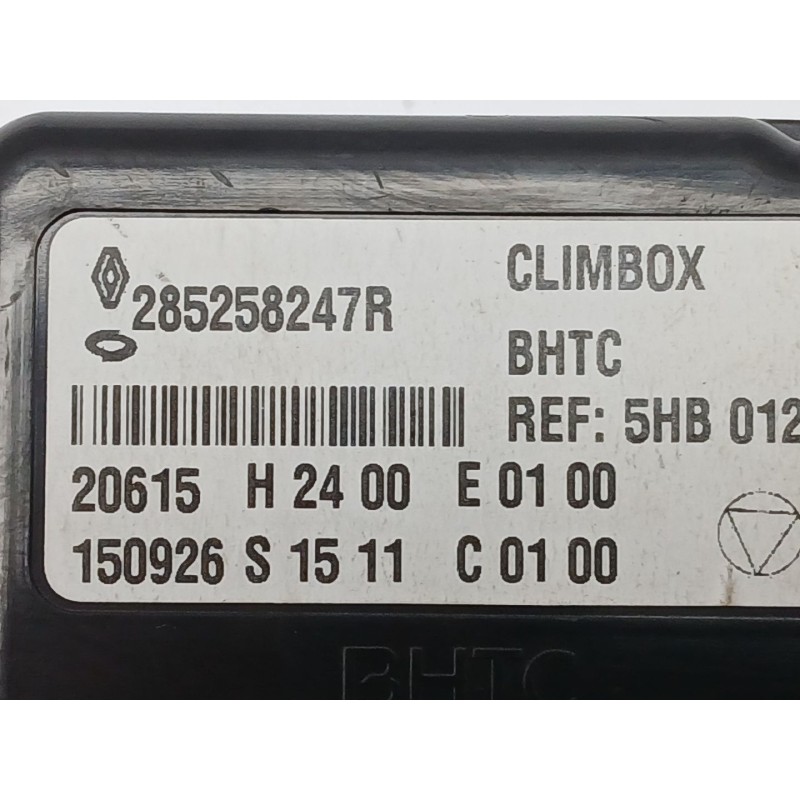 285258247R
CLIMBOX
BHTC
REF: 5HB 012
20615 H 24 00 E 01 00
150926 S 15 11 C 01 00
BHTC